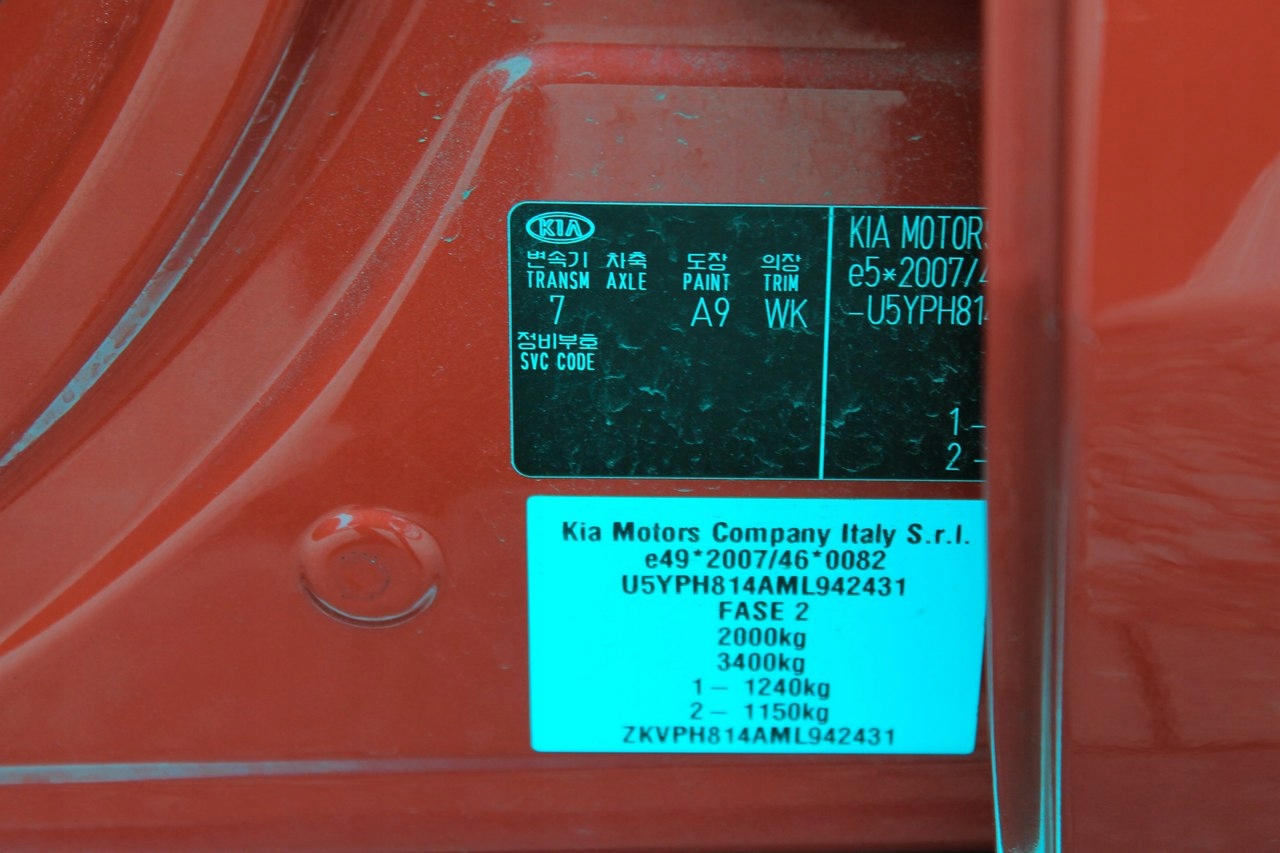 KIA
변속기 차축 도장 의장
TRANSM AXLE PAINT TRIM
7 A9 WK
정비부호
SVC CODE
KIA MOTORS
e5*2007/4
-U5YPH814
1 -
2 -
Kia Motors Company Italy S.r.l.
e49*2007/46*0082
U5YPH814AML942431
FASE 2
2000kg
3400kg
1 - 1240kg
2 - 1150kg
ZKVPH814AML942431